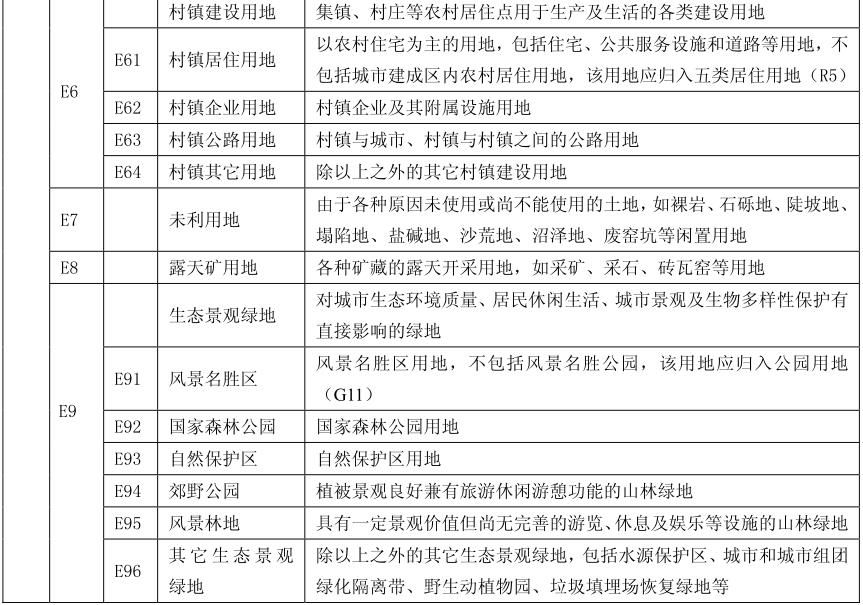 村镇建设用地 集镇、村庄等农村居住点用于生产及生活的各类建设用地
E6
E61 村镇居住用地 以农村住宅为主的用地，包括住宅、公共服务设施和道路等用地，不
包括城市建成区内农村居住用地，该用地应归入五类居住用地（R5）
E62 村镇企业用地 村镇企业及其附属设施用地
E63 村镇公路用地 村镇与城市、村镇与村镇之间的公路用地
E64 村镇其它用地 除以上之外的其它村镇建设用地
E7 未利用地 由于各种原因未使用或尚不能使用的土地，如裸岩、石砾地、陡坡地、
塌陷地、盐碱地、沙荒地、沼泽地、废窑坑等闲置用地
E8 露天矿用地 各种矿藏的露天开采用地，如采矿、采石、砖瓦窑等用地
E9
生态景观绿地 对城市生态环境质量、居民休闲生活、城市景观及生物多样性保护有
直接影响的绿地
E91 风景名胜区 风景名胜区用地，不包括风景名胜公园，该用地应归入公园用地
（G11）
E92 国家森林公园 国家森林公园用地
E93 自然保护区 自然保护区用地
E94 郊野公园 植被景观良好兼有旅游休闲游憩功能的山林绿地
E95 风景林地 具有一定景观价值但尚无完善的游览、休息及娱乐等设施的山林绿地
E96 其它生态景观
绿地
除以上之外的其它生态景观绿地，包括水源保护区、城市和城市组团
绿化隔离带、野生动植物园、垃圾填埋场恢复绿地等